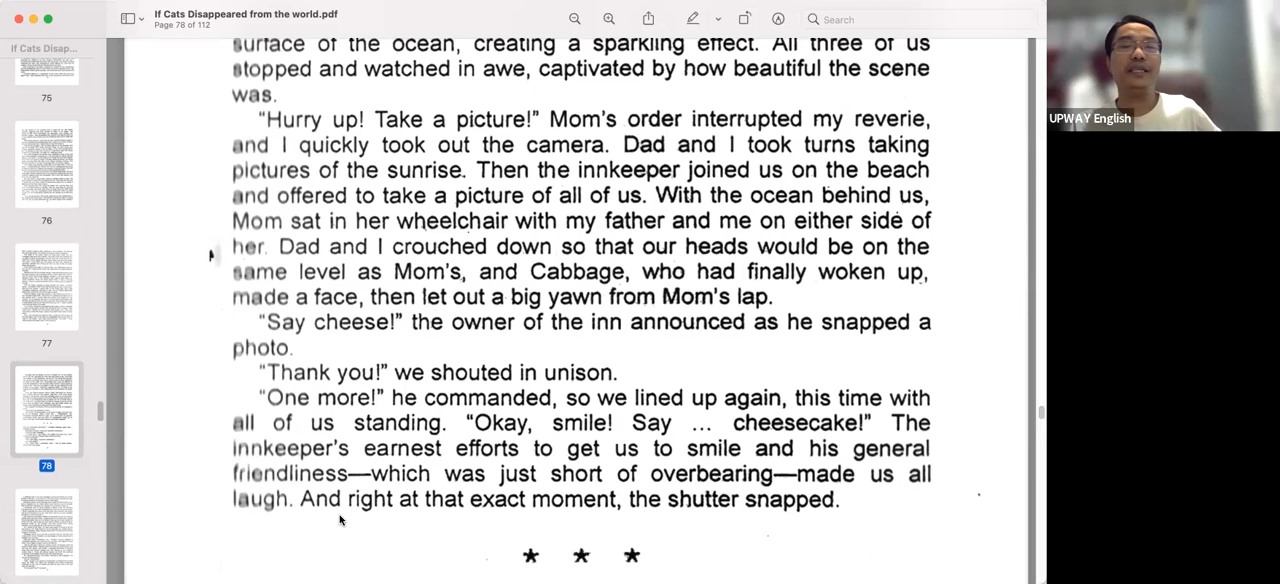 If Cats Disappeared from the world.pdf
Page 78 of 112
Search
If Cats Disap...
75
76
77
78
UPWAY English
surface of the ocean, creating a sparkling effect. All three of us
stopped and watched in awe, captivated by how beautiful the scene
was.
“Hurry up! Take a picture!” Mom’s order interrupted my reverie,
and I quickly took out the camera. Dad and I took turns taking
pictures of the sunrise. Then the innkeeper joined us on the beach
and offered to take a picture of all of us. With the ocean behind us,
Mom sat in her wheelchair with my father and me on either side of
her. Dad and I crouched down so that our heads would be on the
same level as Mom’s, and Cabbage, who had finally woken up,
made a face, then let out a big yawn from Mom’s lap.
“Say cheese!” the owner of the inn announced as he snapped a
photo.
“Thank you!” we shouted in unison.
“One more!” he commanded, so we lined up again, this time with
all of us standing. “Okay, smile! Say ... cheesecake!” The
innkeeper’s earnest efforts to get us to smile and his general
friendliness—which was just short of overbearing—made us all
laugh. And right at that exact moment, the shutter snapped.
* * *